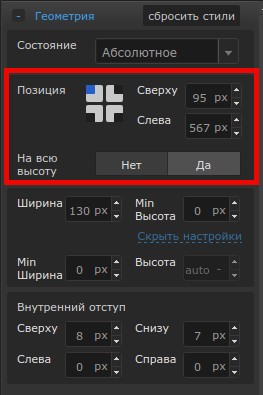 - Геометрия сбросить стили
Состояние Абсолютное
Позиция Сверху
95 px
Слева
567 px
На всю высоту Нет Да
Ширина 130 px Min Высота 0 px
Скрыть настройки
Min Ширина 0 px Высота auto -
Внутренний отступ
Сверху 8 px Снизу 7 px
Слева 0 px Справа 0 px